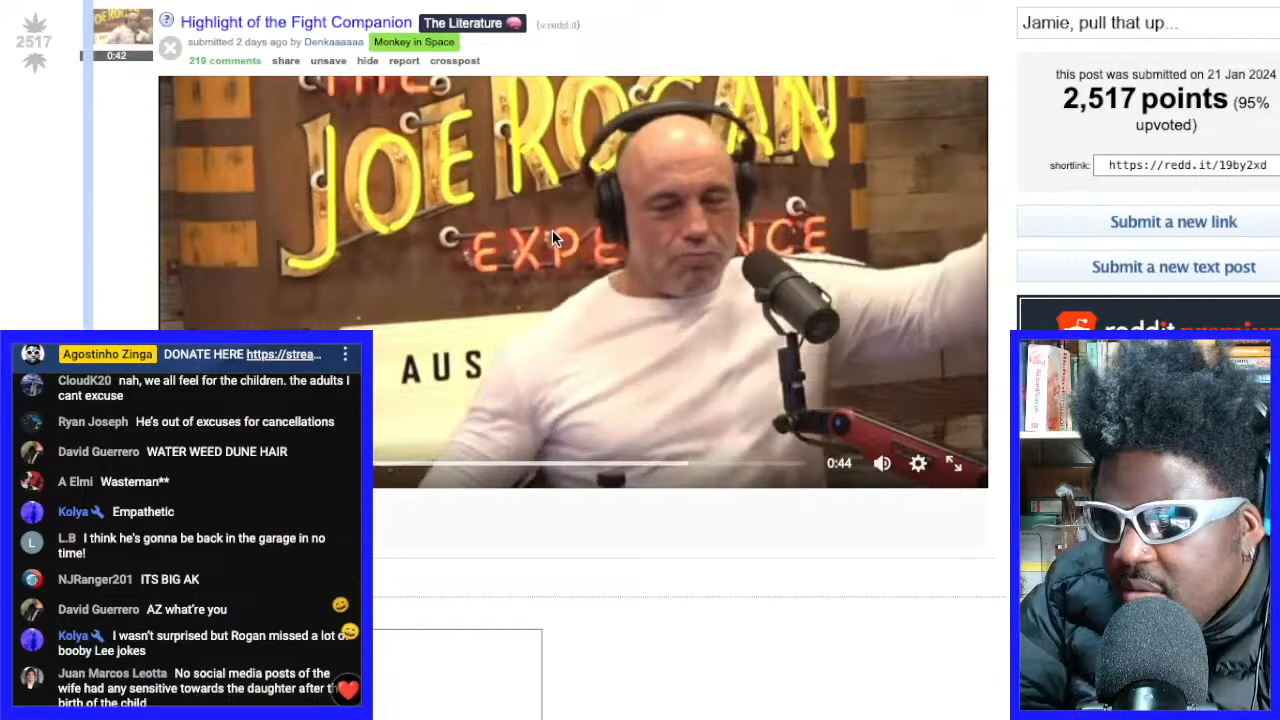 Highlight of the Fight Companion The Literature 🧠 (v.redd.it)
2517
submitted 2 days ago by Denkaaaaaa Monkey in Space
0:42
219 comments share unsave hide report crosspost
Jamie, pull that up...
this post was submitted on 21 Jan 2024
2,517 points (95%
upvoted)
shortlink: https://redd.it/19by2xd
Submit a new link
Submit a new text post
reddit premium
THE
JOE ROGAN
EXPE NCE
AUS
0:44
Agostinho Zinga DONATE HERE https://strea...
CloudK20 nah, we all feel for the children. the adults I
cant excuse
Ryan Joseph He's out of excuses for cancellations
David Guerrero WATER WEED DUNE HAIR
A Elmi Wasteman**
Kolya Empathetic
L.B I think he's gonna be back in the garage in no
time!
NJRanger201 ITS BIG AK
David Guerrero AZ what're you
Kolya I wasn't surprised but Rogan missed a lot of
booby Lee jokes
Juan Marcos Leotta No social media posts of the
wife had any sensitive towards the daughter after th
birth of the child